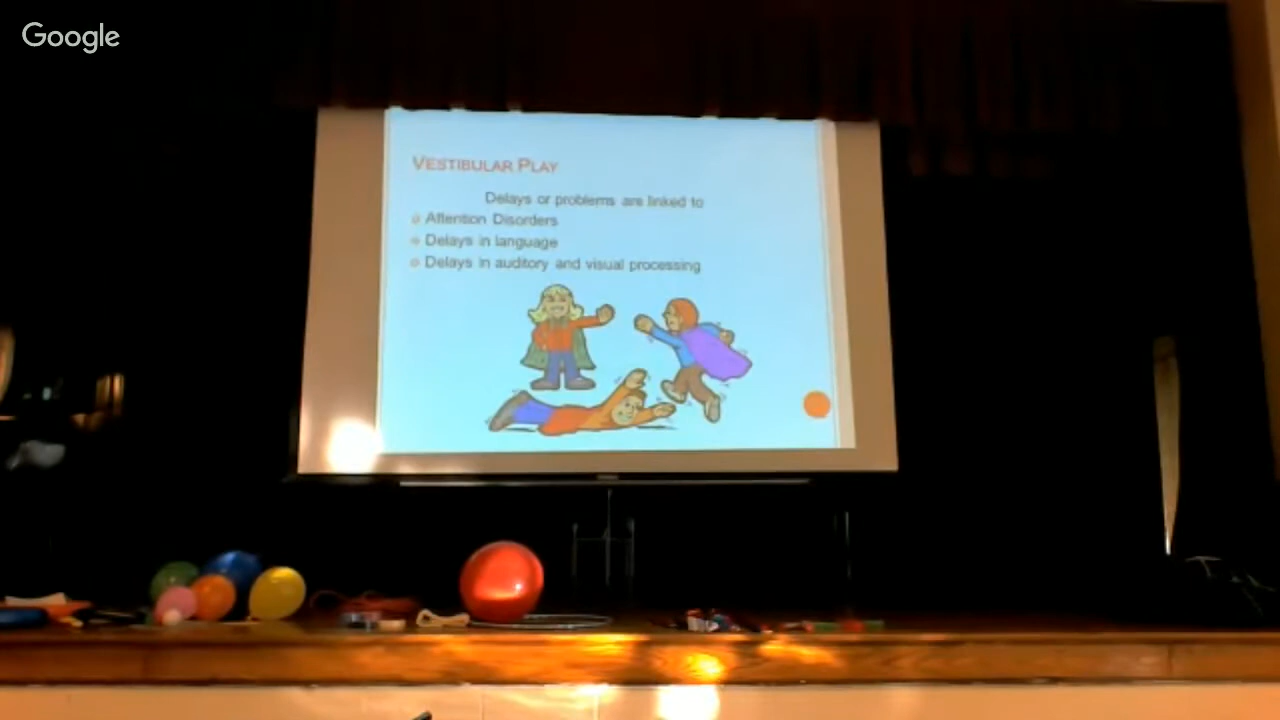 Google
VESTIBULAR PLAY
Delays or problems are linked to
Attention Disorders
Delays in language
Delays in auditory and visual processing